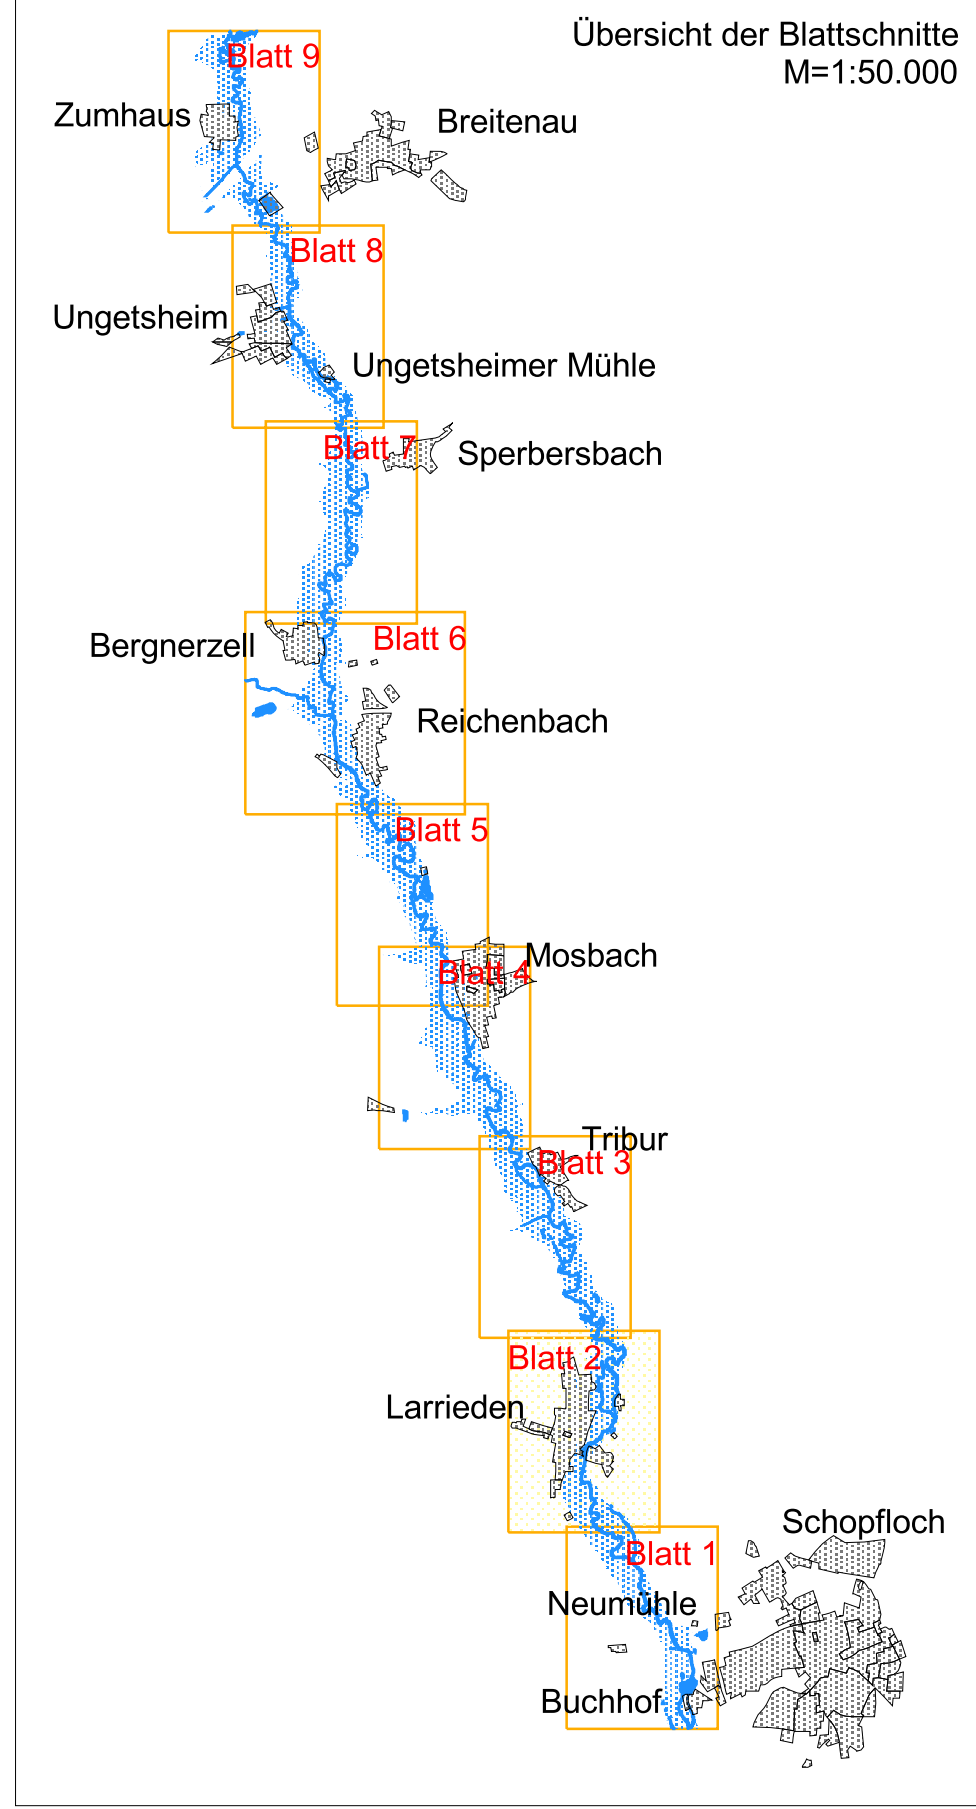 Übersicht der Blattschnitte
M=1:50.000
Blatt 9
Zumhaus
Breitenau
Blatt 8
Ungetsheim
Ungetsheimer Mühle
Blatt 7
Sperbersbach
Blatt 6
Bergnerzell
Reichenbach
Blatt 5
Mosbach
Blatt 4
Tribur
Blatt 3
Blatt 2
Larrieden
Schopfloch
Blatt 1
Neumühle
Buchhof